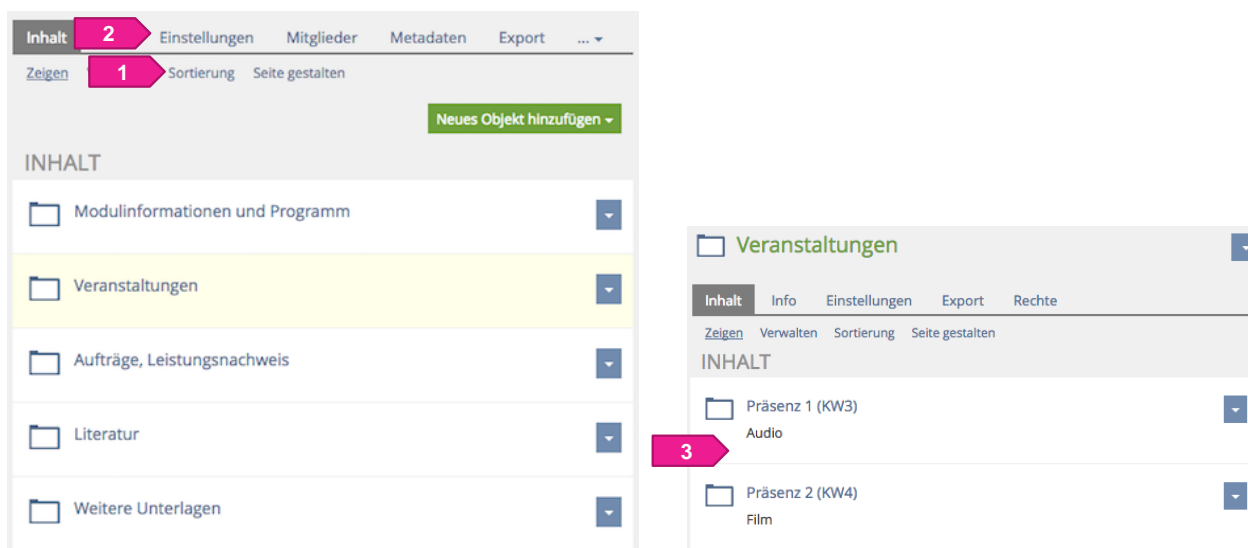 Inhalt 2 Einstellungen Mitglieder Metadaten Export ...
Zeigen 1 Sortierung Seite gestalten
Neues Objekt hinzufügen
INHALT
Modulinformationen und Programm
Veranstaltungen
Aufträge, Leistungsnachweis
Literatur
Weitere Unterlagen
Veranstaltungen
Inhalt Info Einstellungen Export Rechte
Zeigen Verwalten Sortierung Seite gestalten
INHALT
Präsenz 1 (KW3)
Audio
3
Präsenz 2 (KW4)
Film